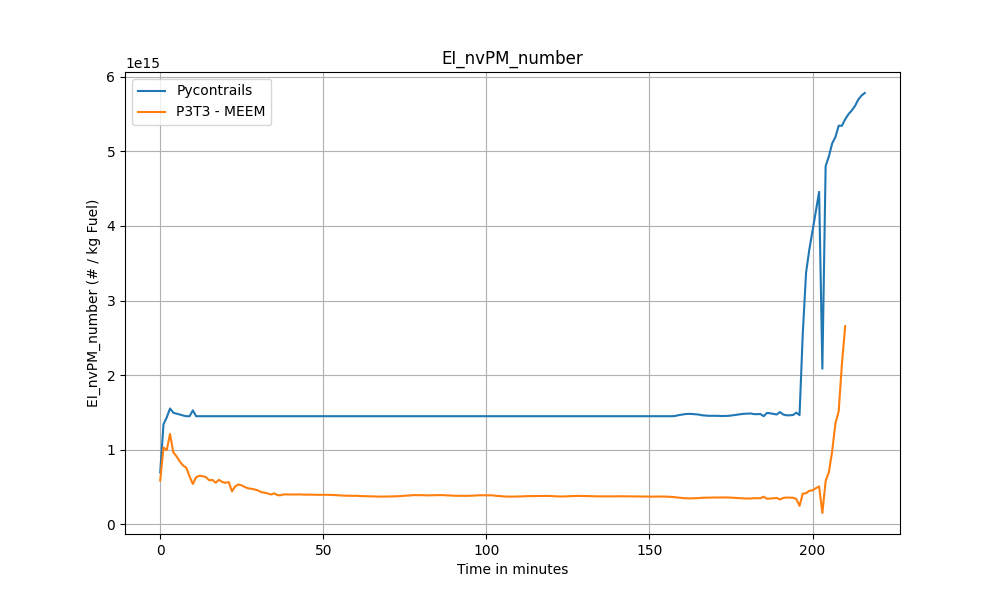 EI_nvPM_number
1e15
Pycontrails
P3T3 - MEEM
6
5
4
3
2
1
0
EI_nvPM_number (# / kg Fuel)
0 50 100 150 200
Time in minutes